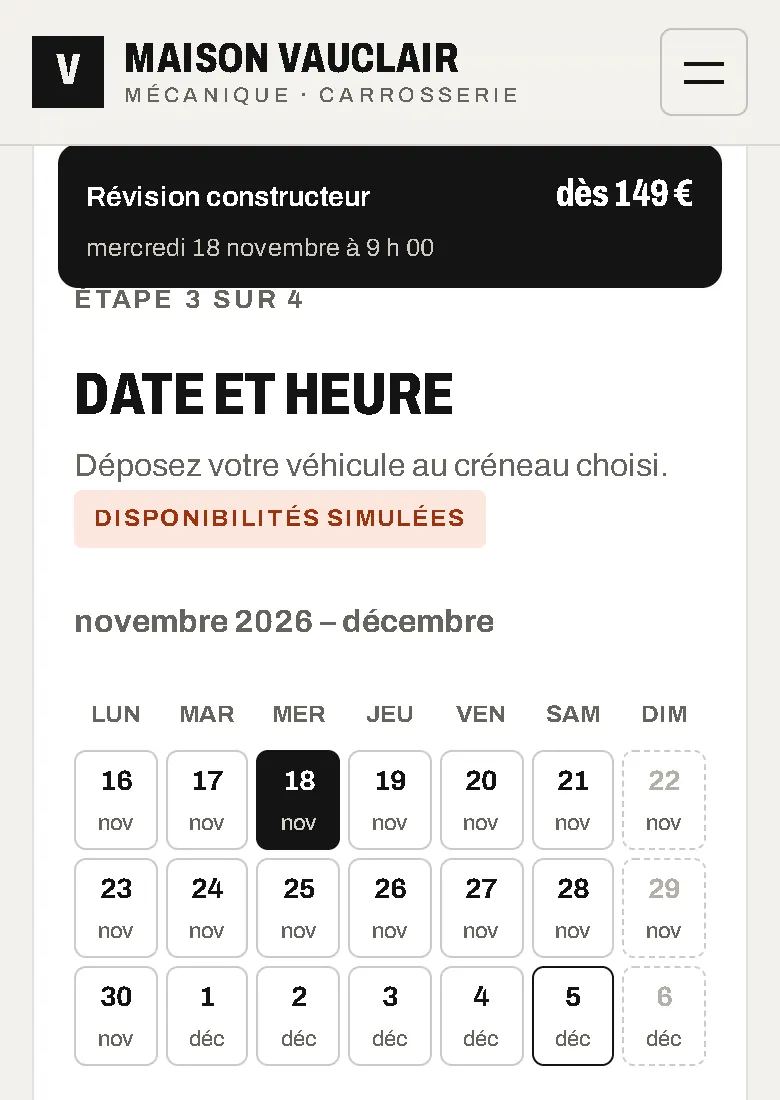 V
MAISON VAUCLAIR
MÉCANIQUE · CARROSSERIE
Révision constructeur dès 149 €
mercredi 18 novembre à 9 h 00
ÉTAPE 3 SUR 4
DATE ET HEURE
Déposez votre véhicule au créneau choisi.
DISPONIBILITÉS SIMULÉES
novembre 2026 – décembre
LUN MAR MER JEU VEN SAM DIM
16 17 18 19 20 21 22
nov nov nov nov nov nov nov
23 24 25 26 27 28 29
nov nov nov nov nov nov nov
30 1 2 3 4 5 6
nov déc déc déc déc déc déc